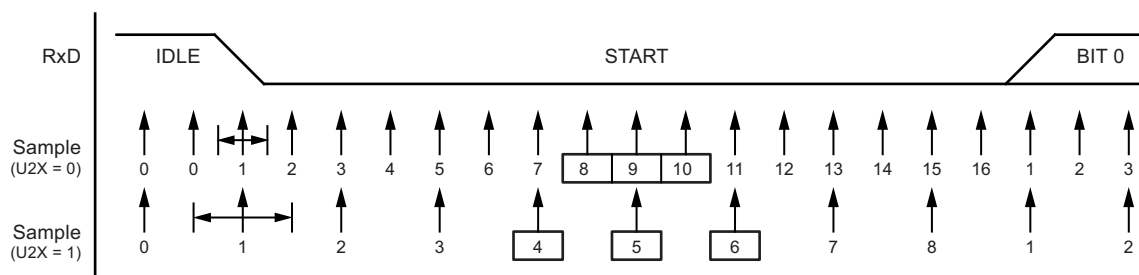 RxD IDLE START BIT 0
Sample
(U2X = 0)
0 0 1 2 3 4 5 6 7 8 9 10 11 12 13 14 15 16 1 2 3
Sample
(U2X = 1)
0 1 2 3 4 5 6 7 8 1 2